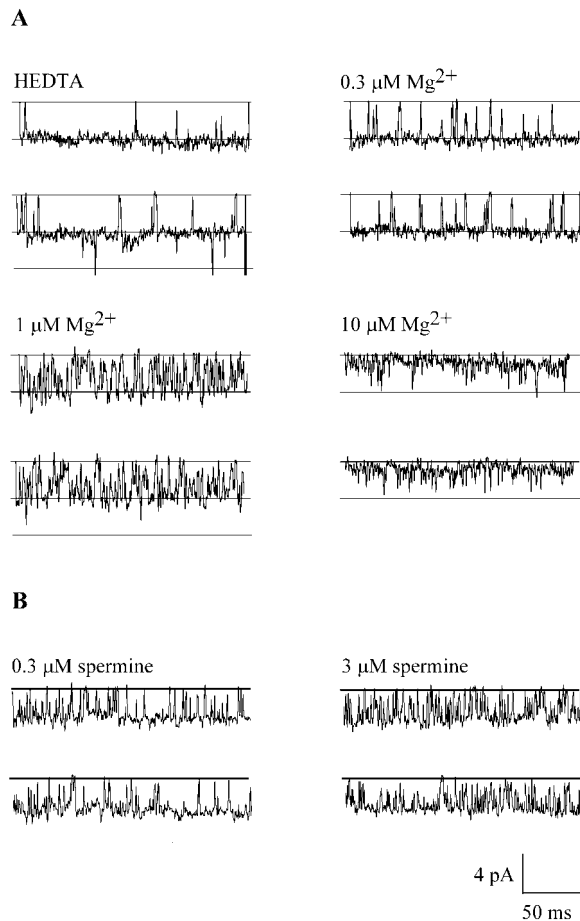 A
HEDTA
0.3 μM Mg2+
1 μM Mg2+
10 μM Mg2+
B
0.3 μM spermine
3 μM spermine
4 pA
50 ms